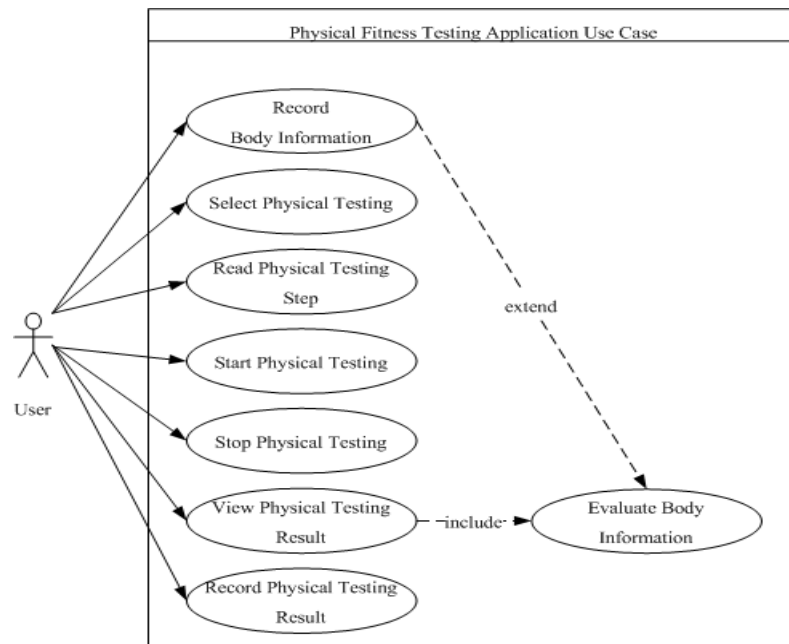 Physical Fitness Testing Application Use Case
Record
Body Information
Select Physical Testing
Read Physical Testing
Step
extend
Start Physical Testing
User
Stop Physical Testing
View Physical Testing
Result
include
Evaluate Body
Information
Record Physical Testing
Result